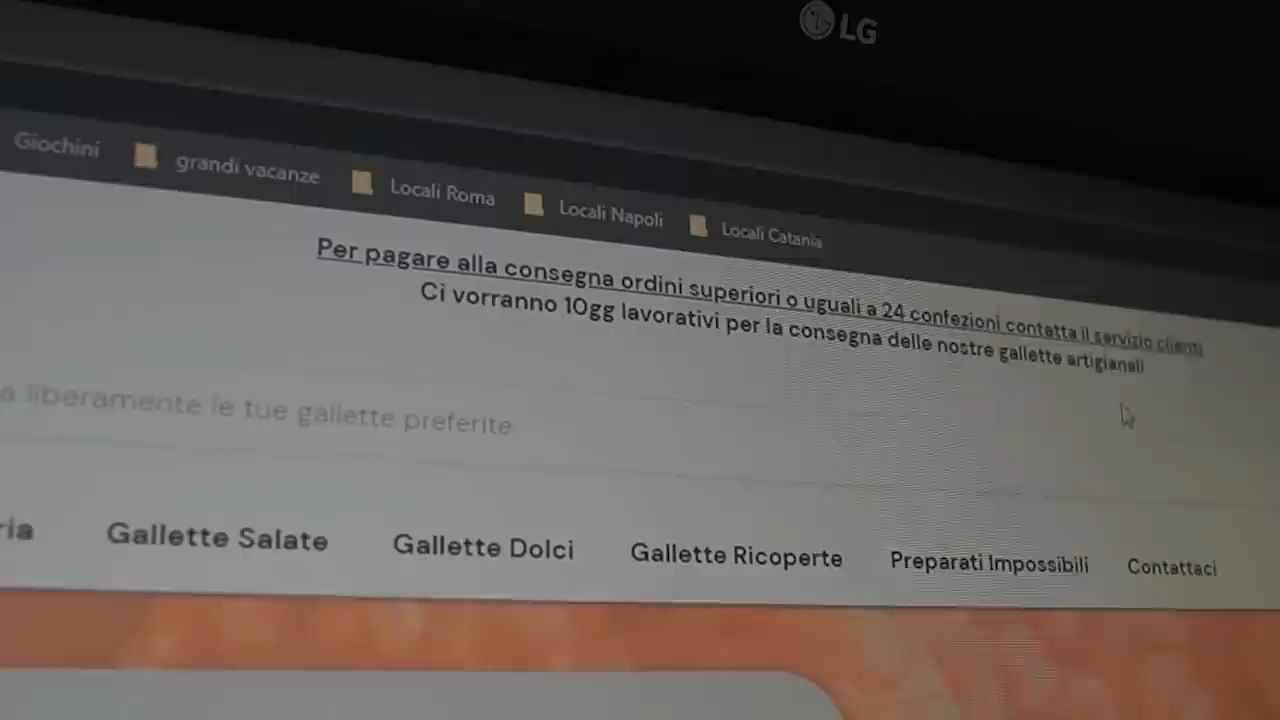 LG
Giochini grandi vacanze Locali Roma Locali Napoli Locali Catania
Per pagare alla consegna ordini superiori o uguali a 24 confezioni contatta il servizio clienti
Ci vorranno 10gg lavorativi per la consegna delle nostre gallette artigianali
a liberamente le tue gallette preferite
ria Gallette Salate Gallette Dolci Gallette Ricoperte Preparati Impossibili Contattaci